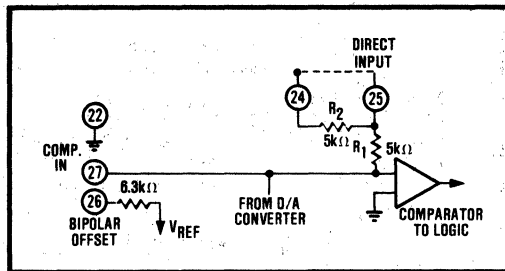 DIRECT
INPUT
24
25
R2
5kΩ
22
R1
5kΩ
COMP.
IN
27
6.3kΩ
FROM D/A
CONVERTER
COMPARATOR
TO LOGIC
26
BIPOLAR
OFFSET
VREF